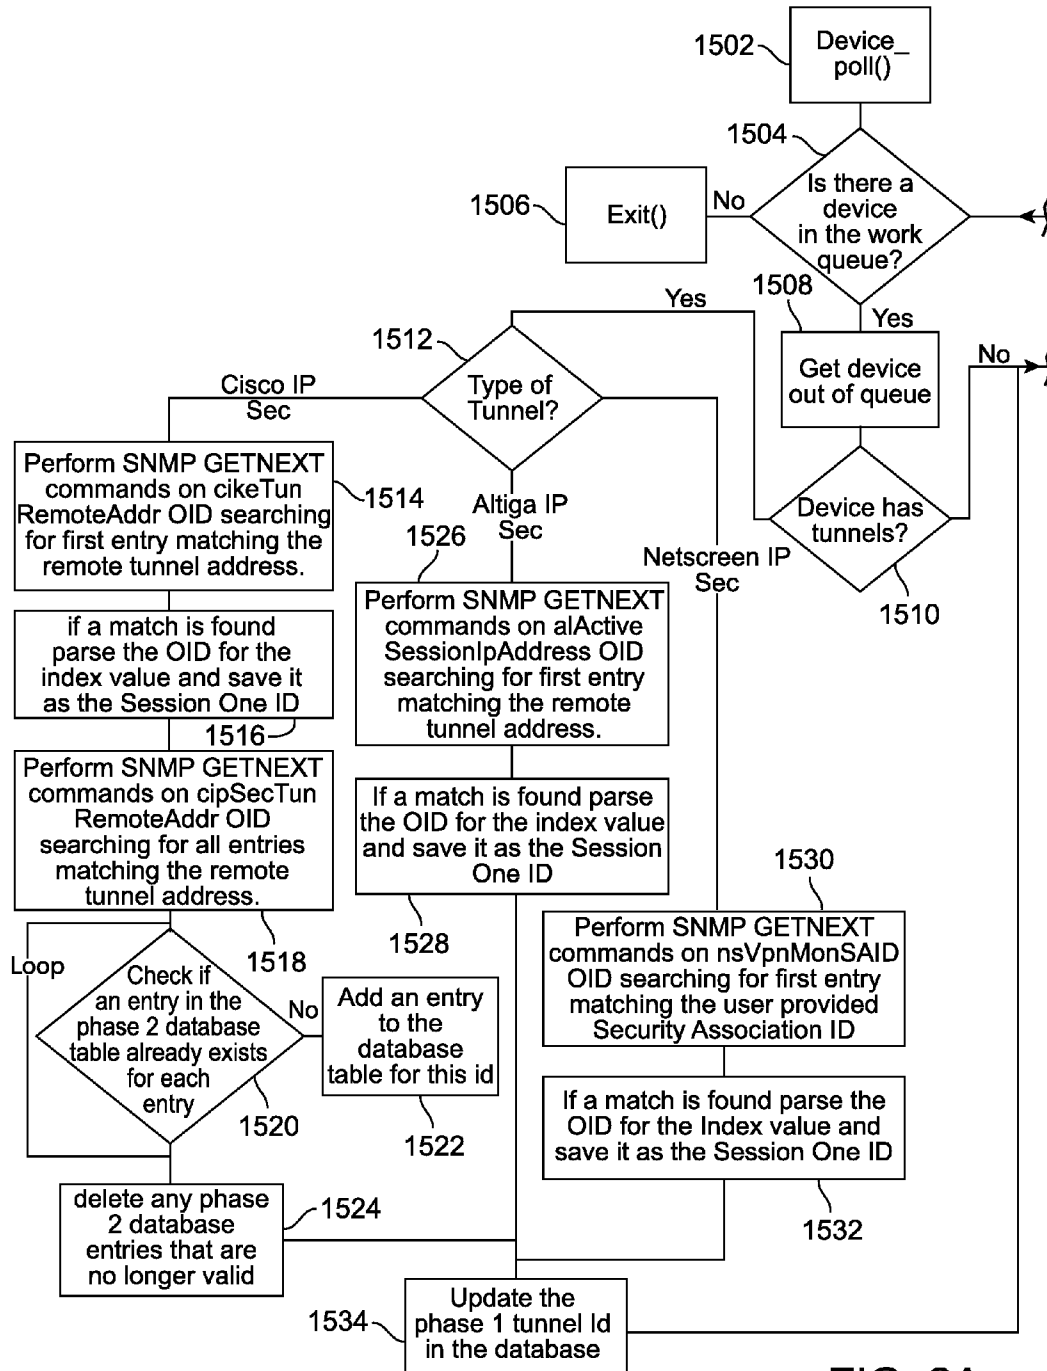 1502
Device_
poll()
1504
Is there a
device
in the work
queue?
No
1506
Exit()
Yes
1508
Get device
out of queue
Device has
tunnels?
1510
No
Yes
1512
Type of
Tunnel?
Cisco IP
Sec
Perform SNMP GETNEXT
commands on cikeTun
RemoteAddr OID searching
for first entry matching the
remote tunnel address.
1514
if a match is found
parse the OID for the
index value and save it
as the Session One ID
1516
Perform SNMP GETNEXT
commands on cipSecTun
RemoteAddr OID
searching for all entries
matching the remote
tunnel address.
1518
Loop
Check if
an entry in the
phase 2 database
table already exists
for each
entry
1520
No
Add an entry
to the
database
table for this id
1522
delete any phase
2 database
entries that are
no longer valid
1524
Altiga IP
Sec
1526
Perform SNMP GETNEXT
commands on alActive
SessionIpAddress OID
searching for first entry
matching the remote
tunnel address.
If a match is found parse
the OID for the index value
and save it as the Session
One ID
1528
Netscreen IP
Sec
1530
Perform SNMP GETNEXT
commands on nsVpnMonSAID
OID searching for first entry
matching the user provided
Security Association ID
If a match is found parse the
OID for the Index value and
save it as the Session One ID
1532
1534
Update the
phase 1 tunnel Id
in the database